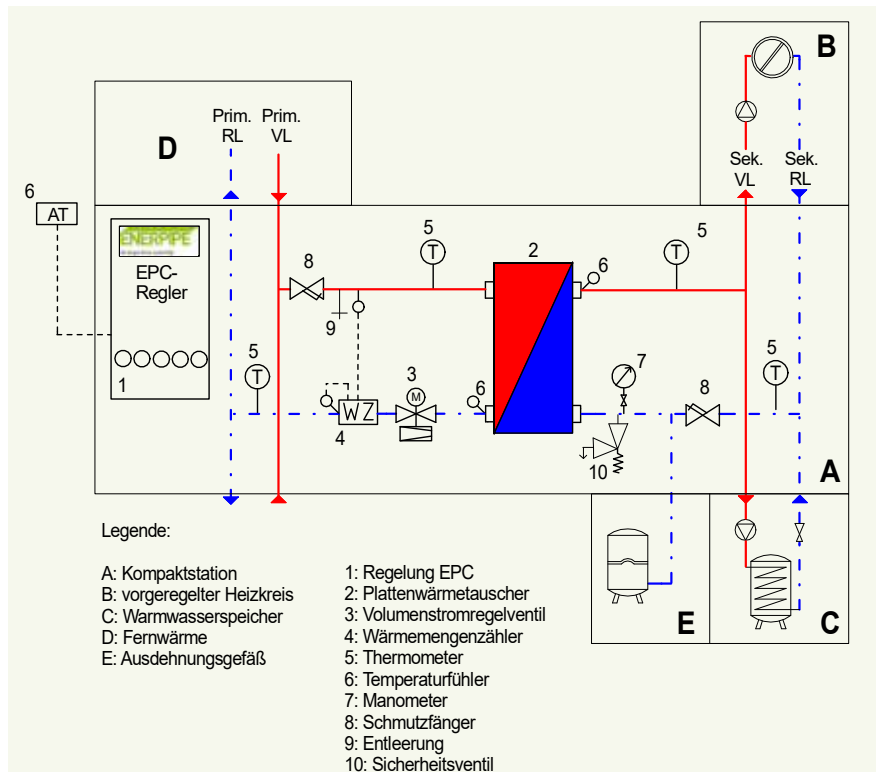 B
Prim. Prim.
RL VL
D
Sek. Sek.
VL RL
6
AT
ENERPIPE
EPC-
Regler
1
8
5
2
6
5
9
5
3
M
6
7
8
5
W Z
4
10
T
T
T
T
A
E
C
Legende:
A: Kompaktstation
B: vorgeregelter Heizkreis
C: Warmwasserspeicher
D: Fernwärme
E: Ausdehnungsgefäß
1: Regelung EPC
2: Plattenwärmetauscher
3: Volumenstromregelventil
4: Wärmemengenzähler
5: Thermometer
6: Temperaturfühler
7: Manometer
8: Schmutzfänger
9: Entleerung
10: Sicherheitsventil